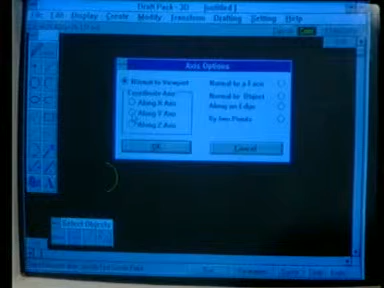 Draft Pack - 3D [untitled]
File Edit Display Create Modify Transform Drafting Setting Help
Axis Options
Normal to Viewport
Coordinate Axis
Along X Axis
Along Y Axis
Along Z Axis
Normal to a Face
Normal to Object
Along an Edge
By two Points
OK
Cancel
Select Objects